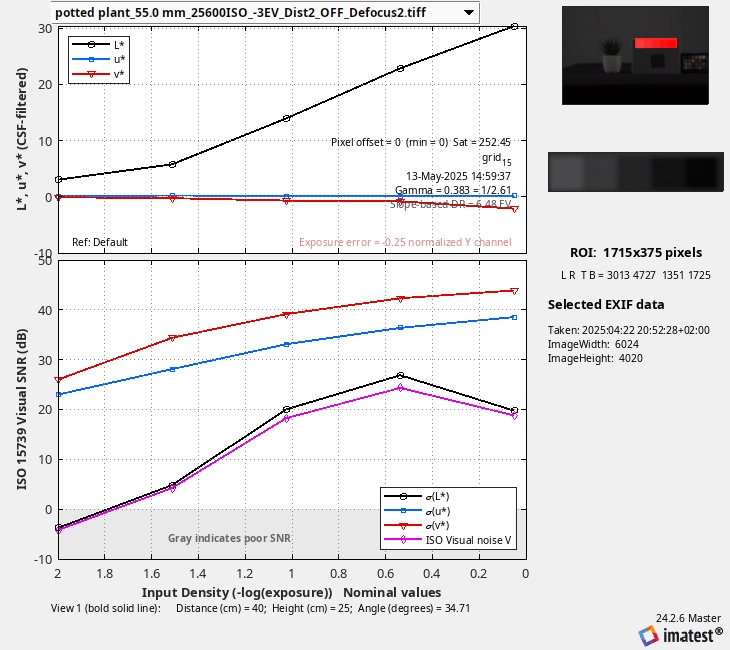 potted plant_55.0 mm_25600ISO_-3EV_Dist2_OFF_Defocus2.tiff
L*, u*, v* (CSF-filtered)
30
20
10
0
-10
L*
u*
v*
Pixel offset = 0 (min = 0) Sat = 252.45
grid15
13-May-2025 14:59:37
Gamma = 0.383 = 1/2.61
Slope-based DR = 6.48 EV
Ref: Default
Exposure error = -0.25 normalized Y channel
ISO 15739 Visual SNR (dB)
50
40
30
20
10
0
-10
Gray indicates poor SNR
σ(L*)
σ(u*)
σ(v*)
ISO Visual noise V
2 1.8 1.6 1.4 1.2 1 0.8 0.6 0.4 0.2 0
Input Density (-log(exposure)) Nominal values
View 1 (bold solid line): Distance (cm) = 40; Height (cm) = 25; Angle (degrees) = 34.71
ROI: 1715x375 pixels
L R T B = 3013 4727 1351 1725
Selected EXIF data
Taken: 2025:04:22 20:52:28+02:00
ImageWidth: 6024
ImageHeight: 4020
24.2.6 Master
imatest®